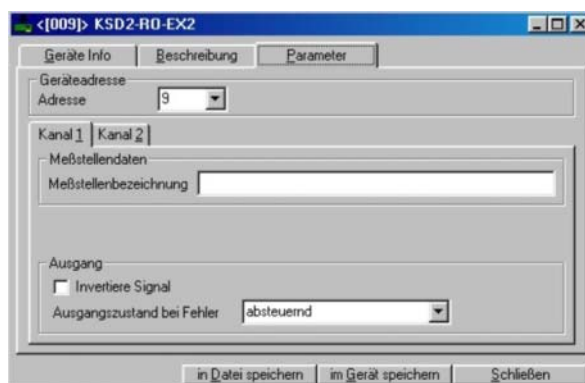 <[009]> KSD2-RO-EX2
Geräte Info Beschreibung Parameter
Geräteadresse
Adresse 9
Kanal 1 Kanal 2
Meßstellendaten
Meßstellenbezeichnung
Ausgang
Invertiere Signal
Ausgangszustand bei Fehler absteuernd
in Datei speichern im Gerät speichern Schließen